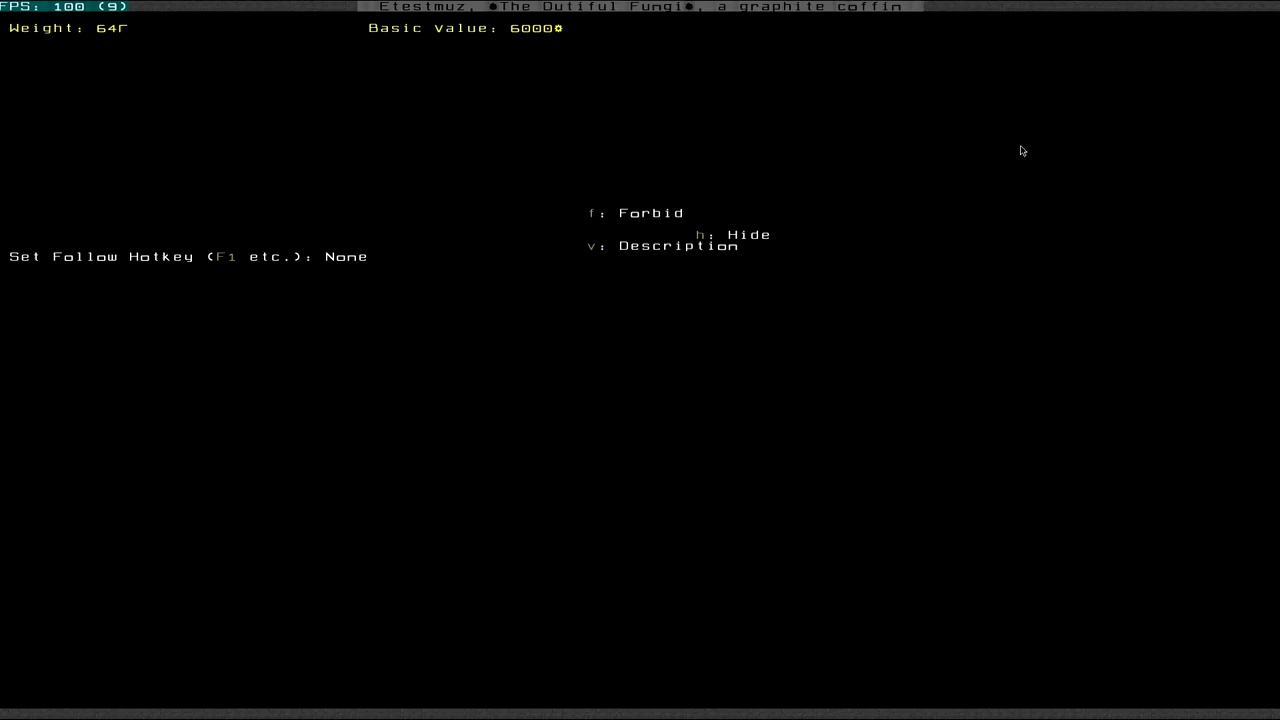 FPS: 100 (9)
Etestmuz, •The Dutiful Fungi•, a graphite coffin
Weight: 64Γ
Basic Value: 6000☼
f: Forbid
h: Hide
v: Description
Set Follow Hotkey (F1 etc.): None